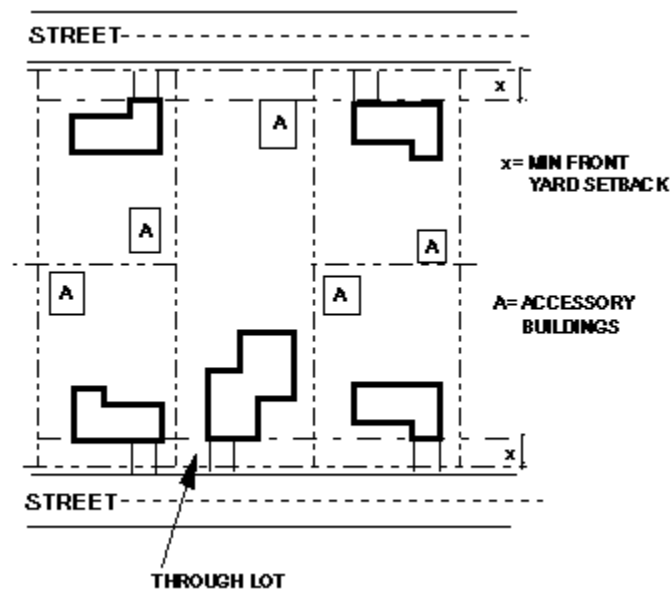 STREET
x
A
x= MIN FRONT
YARD SETBACK
A
A
A
A
A= ACCESSORY
BUILDINGS
x
STREET
THROUGH LOT